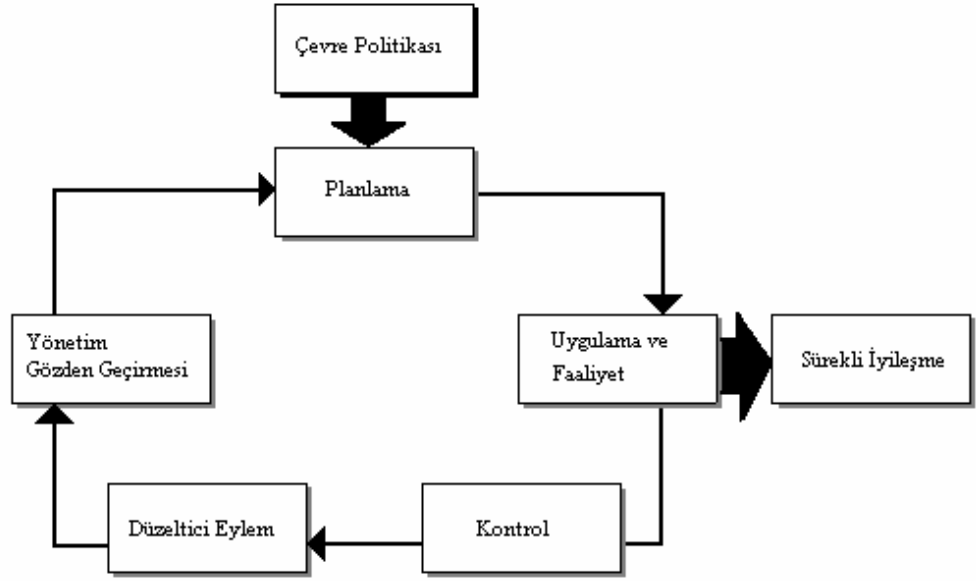 Çevre Politikası
Planlama
Yönetim
Gözden Geçirmesi
Uygulama ve
Faaliyet
Sürekli İyileşme
Düzeltici Eylem
Kontrol